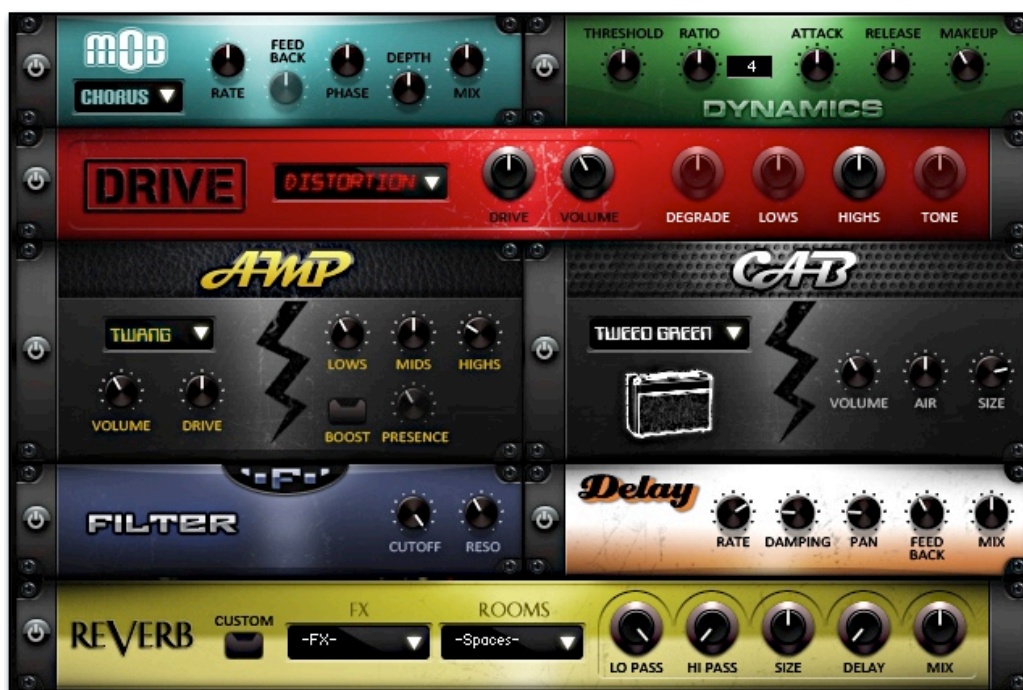 MOD
CHORUS
RATE
FEED
BACK
PHASE
DEPTH
MIX
THRESHOLD RATIO ATTACK RELEASE MAKEUP
4
DYNAMICS
DRIVE
DISTORTION
DRIVE VOLUME DEGRADE LOWS HIGHS TONE
AMP
TWANG
LOWS MIDS HIGHS
VOLUME DRIVE
BOOST PRESENCE
CAB
TWEED GREEN
VOLUME AIR SIZE
F
FILTER
CUTOFF RESO
Delay
RATE DAMPING PAN FEED
BACK MIX
REVERB
CUSTOM
FX
-FX-
ROOMS
-Spaces-
LO PASS HI PASS SIZE DELAY MIX